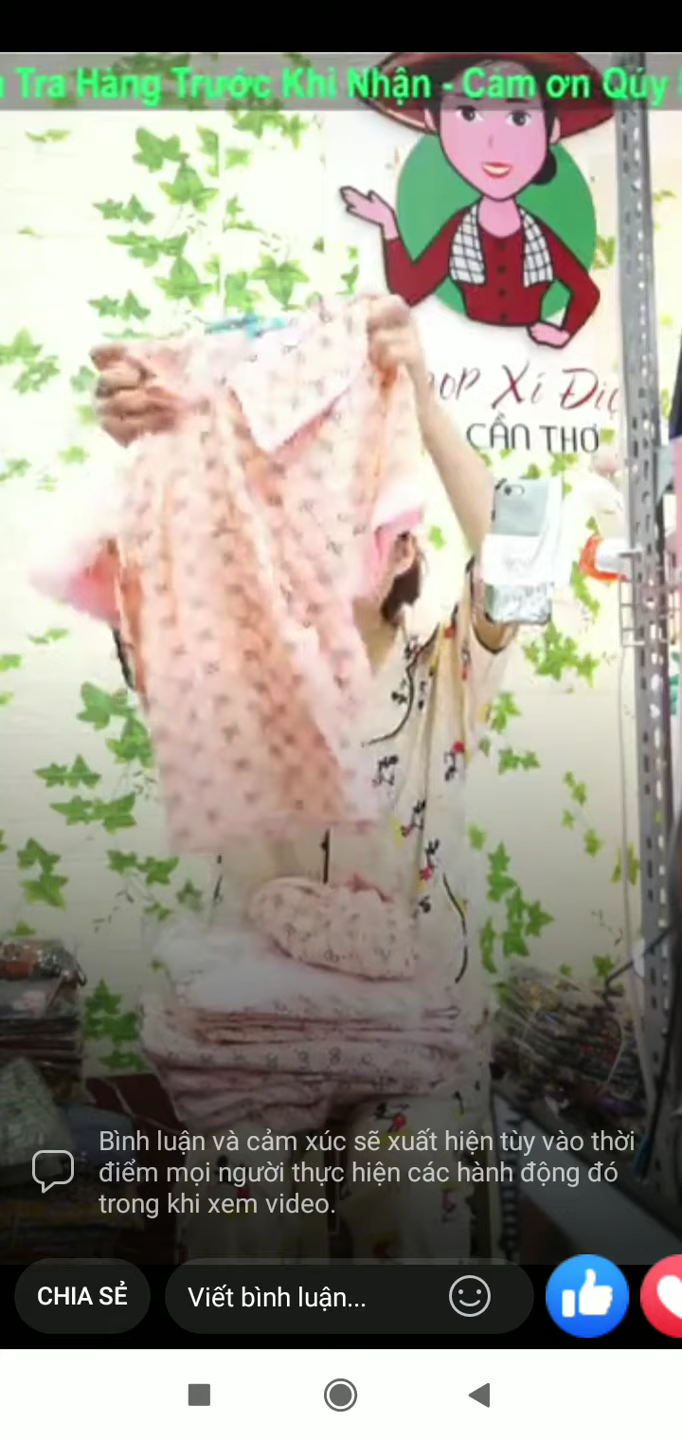 Tra Hàng Trước Khi Nhận - Cảm ơn Qúy
Xí
CẦN THƠ
Bình luận và cảm xúc sẽ xuất hiện tùy vào thời
điểm mọi người thực hiện các hành động đó
trong khi xem video.
CHIA SẺ
Viết bình luận...